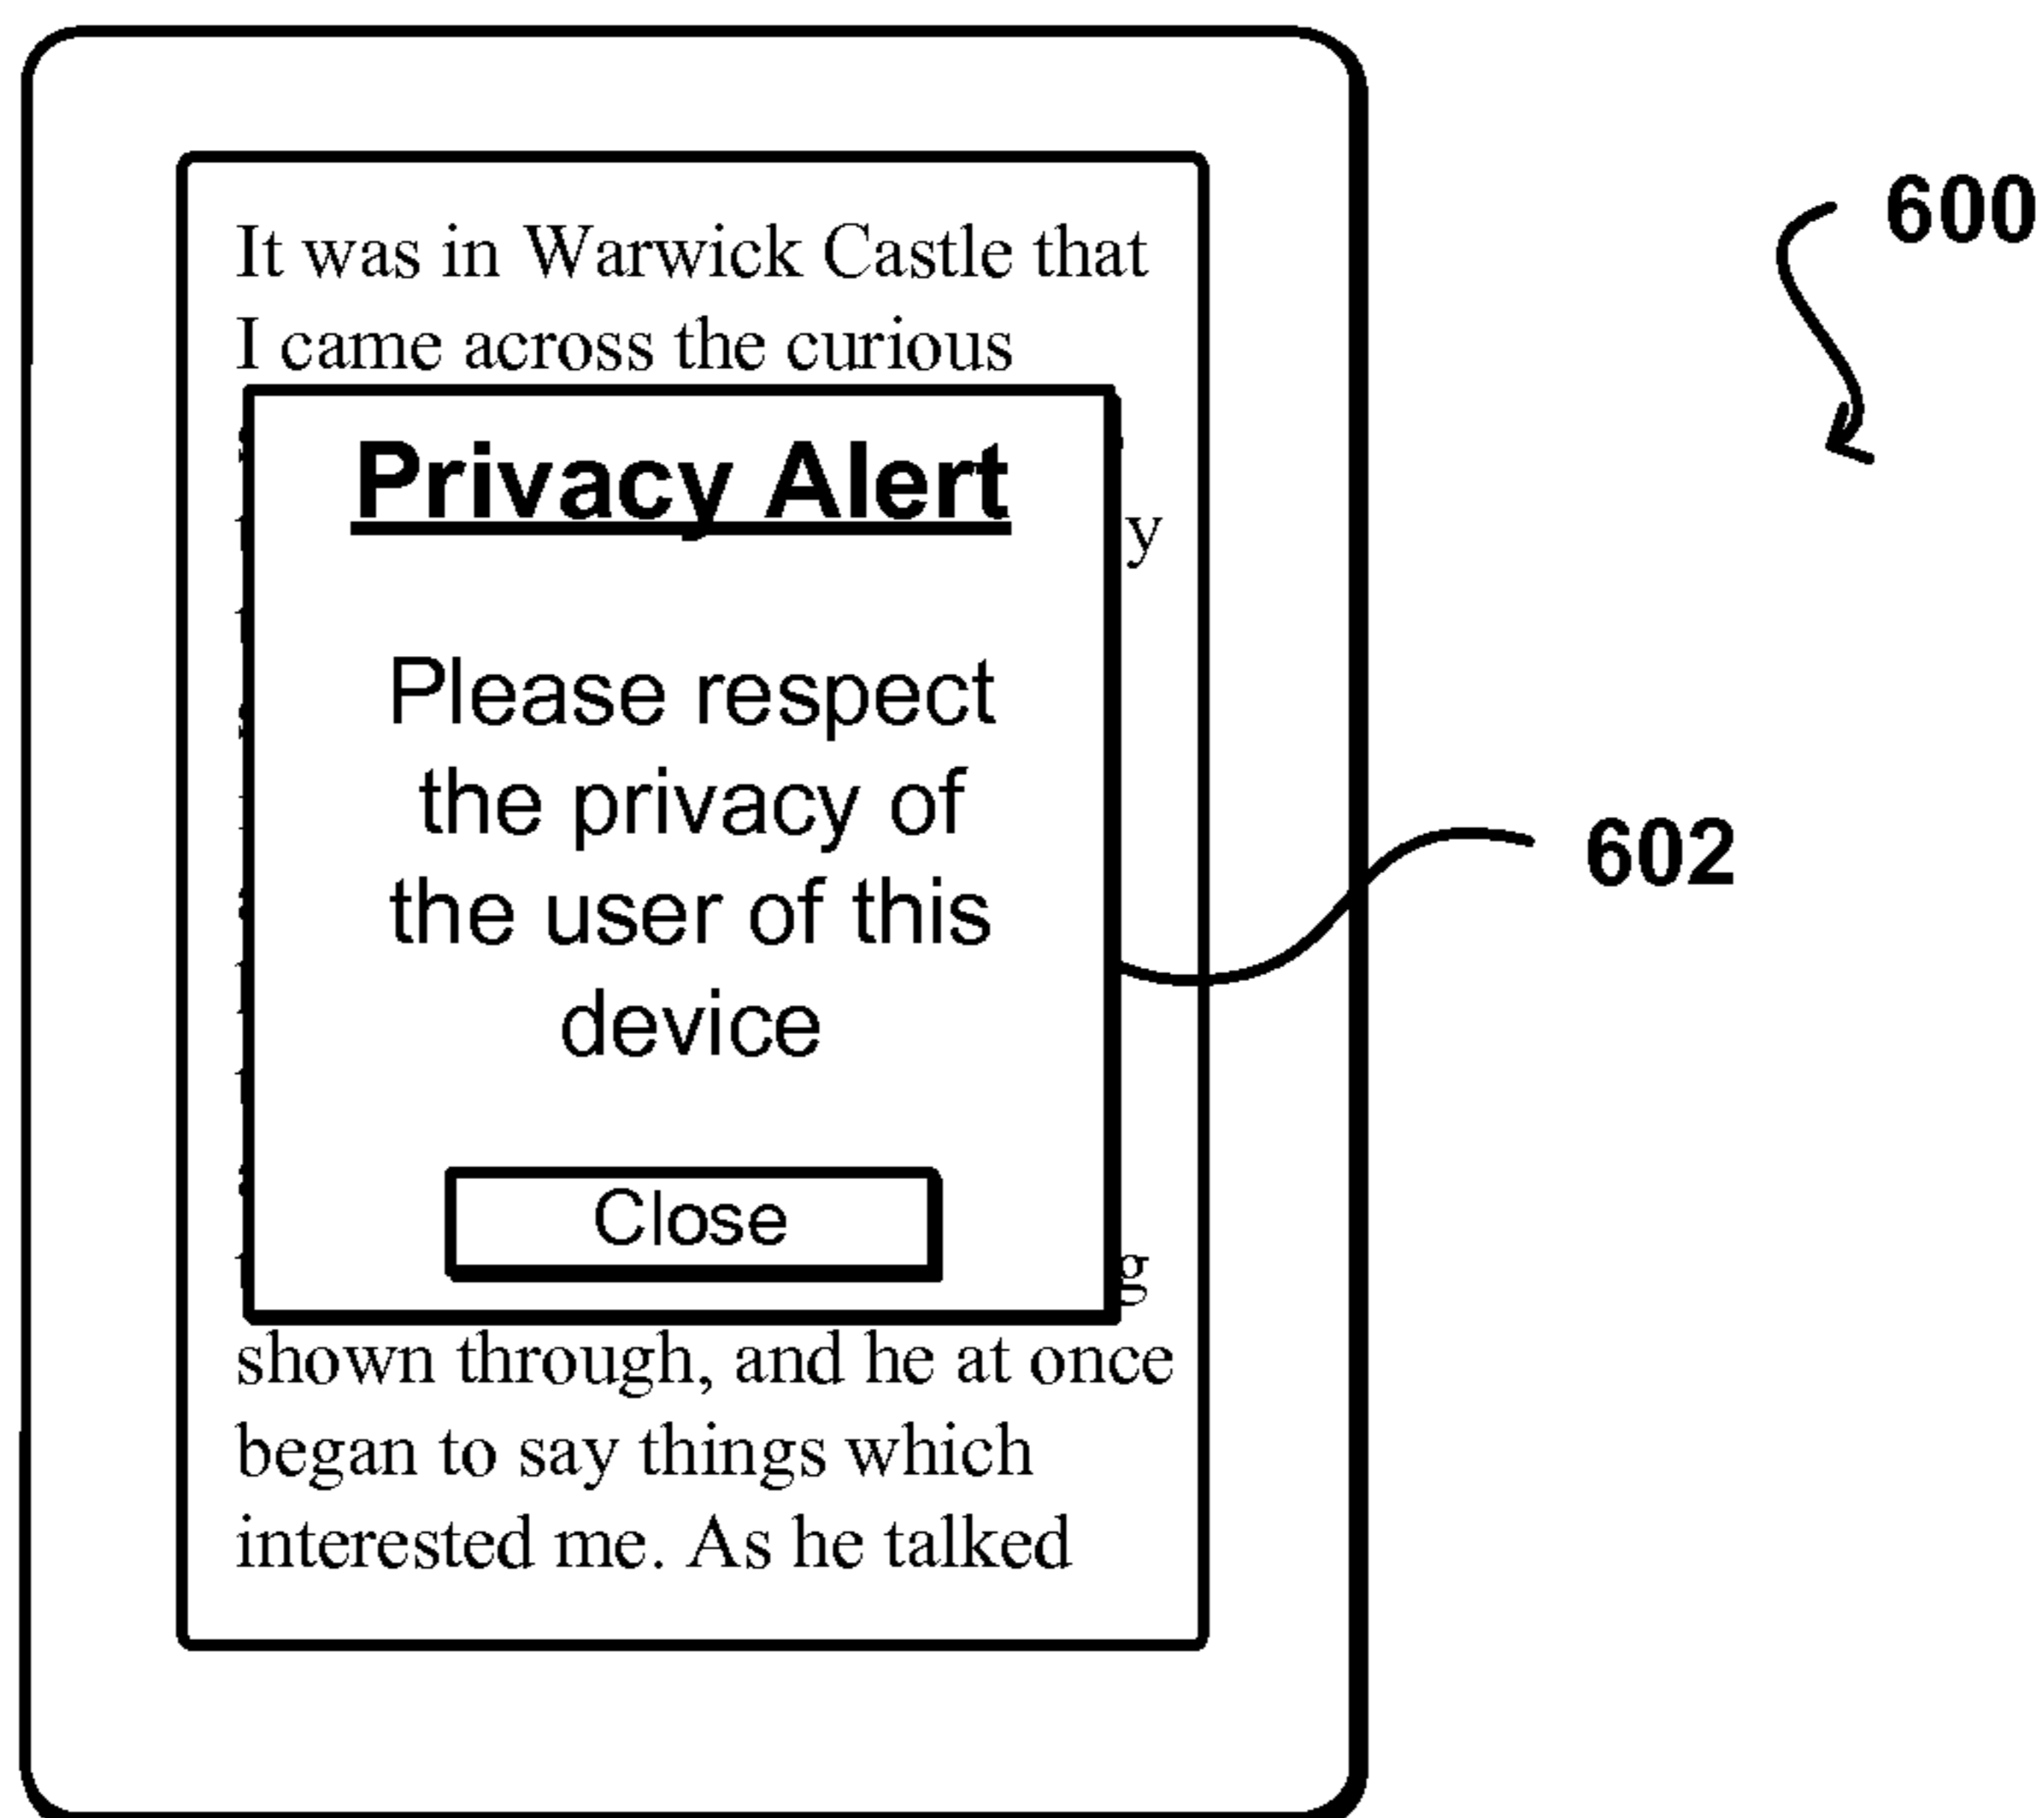 It was in Warwick Castle that
I came across the curious
Privacy Alert
y
Please respect
the privacy of
the user of this
device
Close
g
shown through, and he at once
began to say things which
interested me. As he talked
600
602